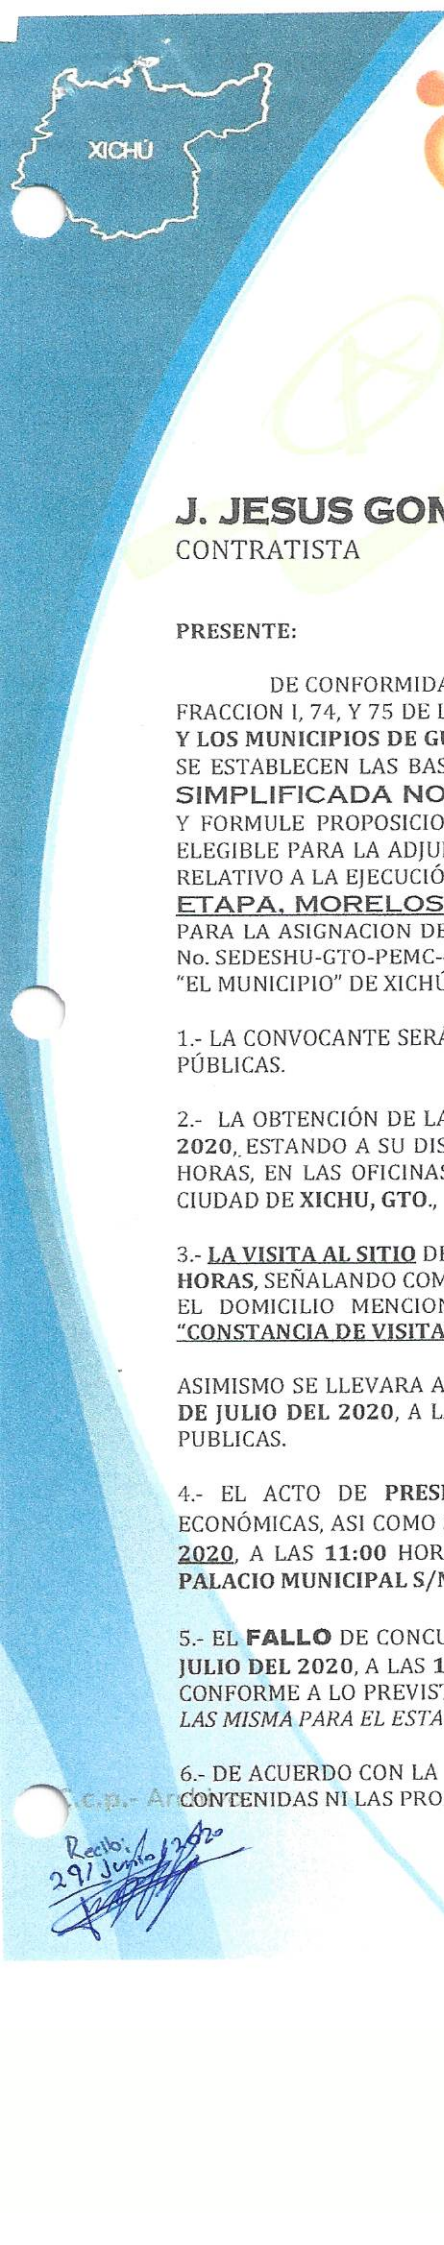 XICHÚ
J. JESUS GON
CONTRATISTA
PRESENTE:
DE CONFORMIDA
FRACCION I, 74, Y 75 DE L
Y LOS MUNICIPIOS DE GU
SE ESTABLECEN LAS BAS
SIMPLIFICADA NO
Y FORMULE PROPOSICIO
ELEGIBLE PARA LA ADJU
RELATIVO A LA EJECUCIÓ
ETAPA, MORELOS
PARA LA ASIGNACION DE
No. SEDESHU-GTO-PEMC-
"EL MUNICIPIO" DE XICHÚ
1.- LA CONVOCANTE SERÁ
PÚBLICAS.
2.- LA OBTENCIÓN DE LA
2020, ESTANDO A SU DIS
HORAS, EN LAS OFICINAS
CIUDAD DE XICHU, GTO.,
3.- LA VISITA AL SITIO DE
HORAS, SEÑALANDO COM
EL DOMICILIO MENCION
"CONSTANCIA DE VISITA
ASIMISMO SE LLEVARA A
DE JULIO DEL 2020, A LA
PUBLICAS.
4.- EL ACTO DE PRESE
ECONÓMICAS, ASI COMO
2020, A LAS 11:00 HOR
PALACIO MUNICIPAL S/N
5.- EL FALLO DE CONCU
JULIO DEL 2020, A LAS 1
CONFORME A LO PREVIST
LAS MISMA PARA EL ESTA
6.- DE ACUERDO CON LA
C.c.p.- CONTENIDAS NI LAS PRO
Recibi:
29/Junio/2020